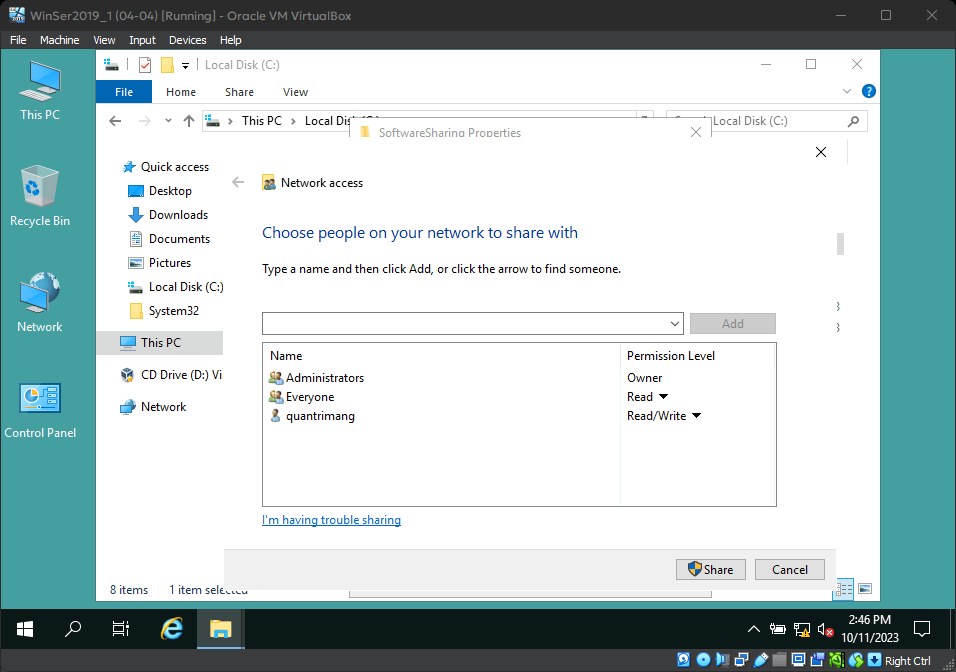 WinSer2019_1 (04-04) [Running] - Oracle VM VirtualBox
File Machine View Input Devices Help
Local Disk (C:)
File Home Share View
This PC Local Disk
Local Disk (C:)
SoftwareSharing Properties
This PC
Recycle Bin
Network
Control Panel
Quick access
Desktop
Downloads
Documents
Pictures
Local Disk (C:)
System32
This PC
CD Drive (D:) Vi
Network
Network access
Choose people on your network to share with
Type a name and then click Add, or click the arrow to find someone.
Add
Name Permission Level
Administrators Owner
Everyone Read
quantrimang Read/Write
I'm having trouble sharing
Share Cancel
8 items 1 item selected
2:46 PM
10/11/2023
Right Ctrl